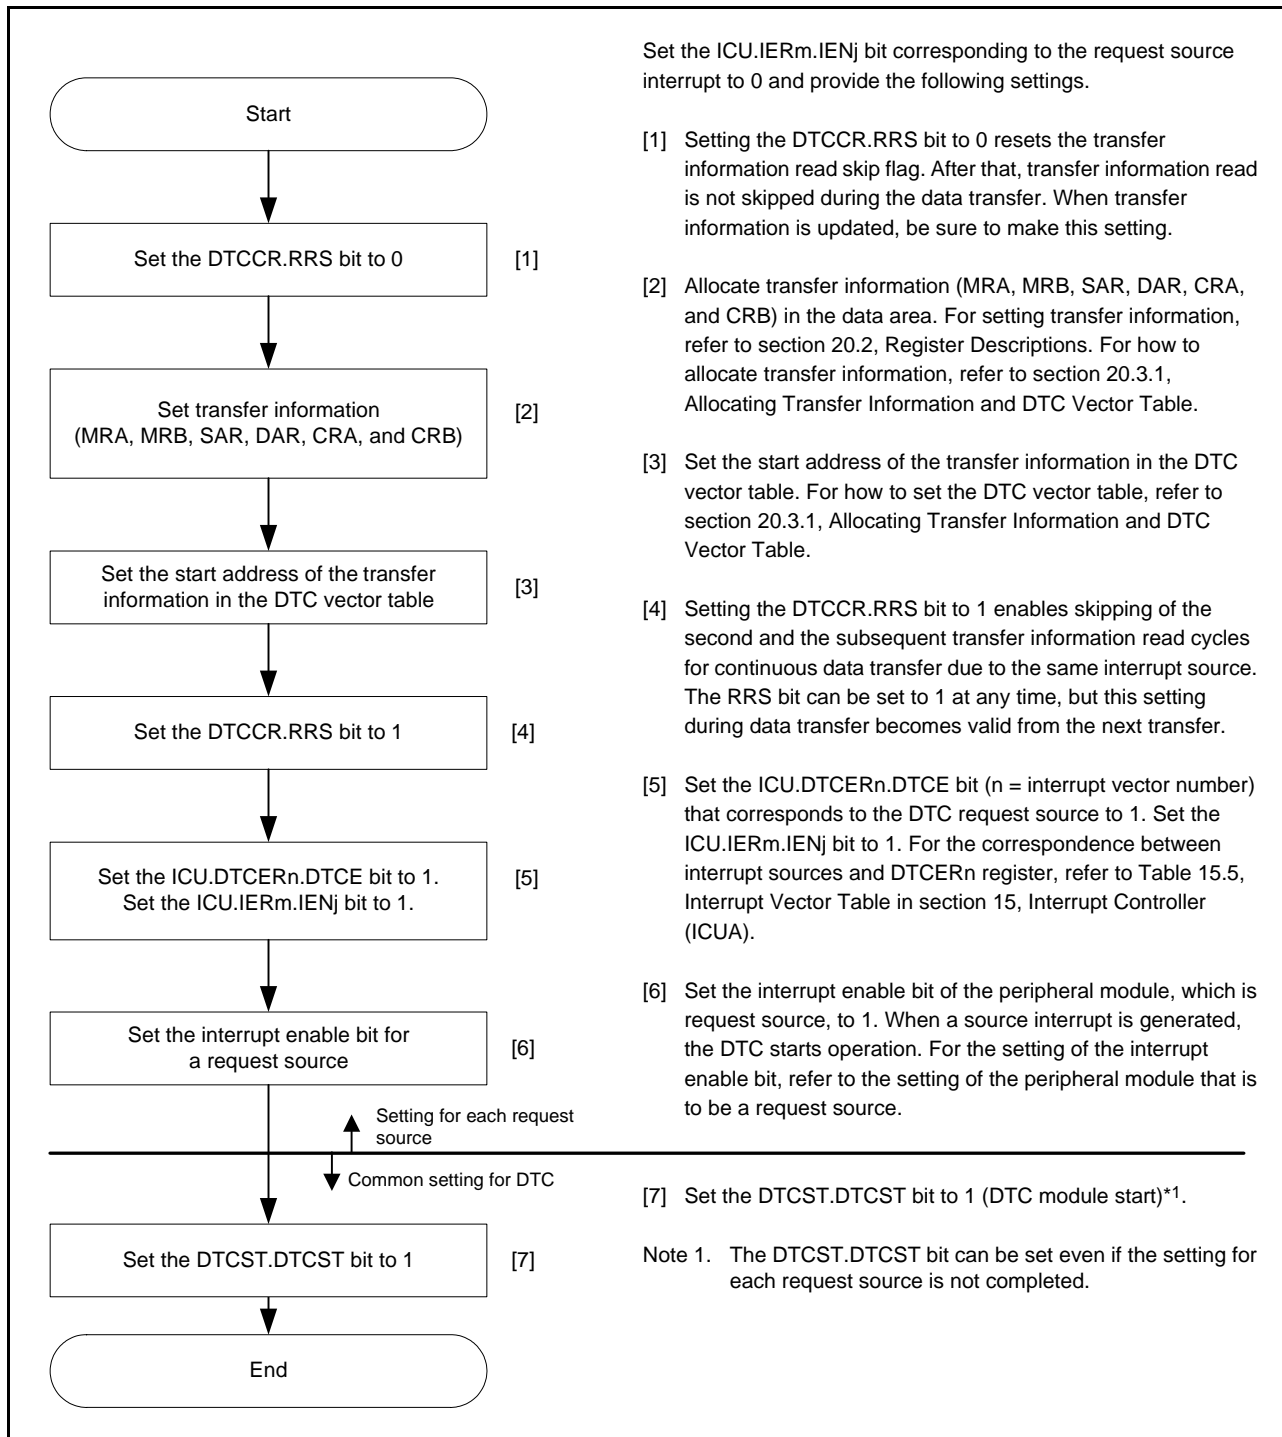 Start
Set the DTCCR.RRS bit to 0
[1]
Set transfer information
(MRA, MRB, SAR, DAR, CRA, and CRB)
[2]
Set the start address of the transfer
information in the DTC vector table
[3]
Set the DTCCR.RRS bit to 1
[4]
Set the ICU.DTCERn.DTCE bit to 1.
Set the ICU.IERm.IENj bit to 1.
[5]
Set the interrupt enable bit for
a request source
[6]
Setting for each request
source
Common setting for DTC
Set the DTCST.DTCST bit to 1
[7]
End
Set the ICU.IERm.IENj bit corresponding to the request source
interrupt to 0 and provide the following settings.
[1] Setting the DTCCR.RRS bit to 0 resets the transfer
information read skip flag. After that, transfer information read
is not skipped during the data transfer. When transfer
information is updated, be sure to make this setting.
[2] Allocate transfer information (MRA, MRB, SAR, DAR, CRA,
and CRB) in the data area. For setting transfer information,
refer to section 20.2, Register Descriptions. For how to
allocate transfer information, refer to section 20.3.1,
Allocating Transfer Information and DTC Vector Table.
[3] Set the start address of the transfer information in the DTC
vector table. For how to set the DTC vector table, refer to
section 20.3.1, Allocating Transfer Information and DTC
Vector Table.
[4] Setting the DTCCR.RRS bit to 1 enables skipping of the
second and the subsequent transfer information read cycles
for continuous data transfer due to the same interrupt source.
The RRS bit can be set to 1 at any time, but this setting
during data transfer becomes valid from the next transfer.
[5] Set the ICU.DTCERn.DTCE bit (n = interrupt vector number)
that corresponds to the DTC request source to 1. Set the
ICU.IERm.IENj bit to 1. For the correspondence between
interrupt sources and DTCERn register, refer to Table 15.5,
Interrupt Vector Table in section 15, Interrupt Controller
(ICUA).
[6] Set the interrupt enable bit of the peripheral module, which is
request source, to 1. When a source interrupt is generated,
the DTC starts operation. For the setting of the interrupt
enable bit, refer to the setting of the peripheral module that is
to be a request source.
[7] Set the DTCST.DTCST bit to 1 (DTC module start)*1.
Note 1. The DTCST.DTCST bit can be set even if the setting for
each request source is not completed.